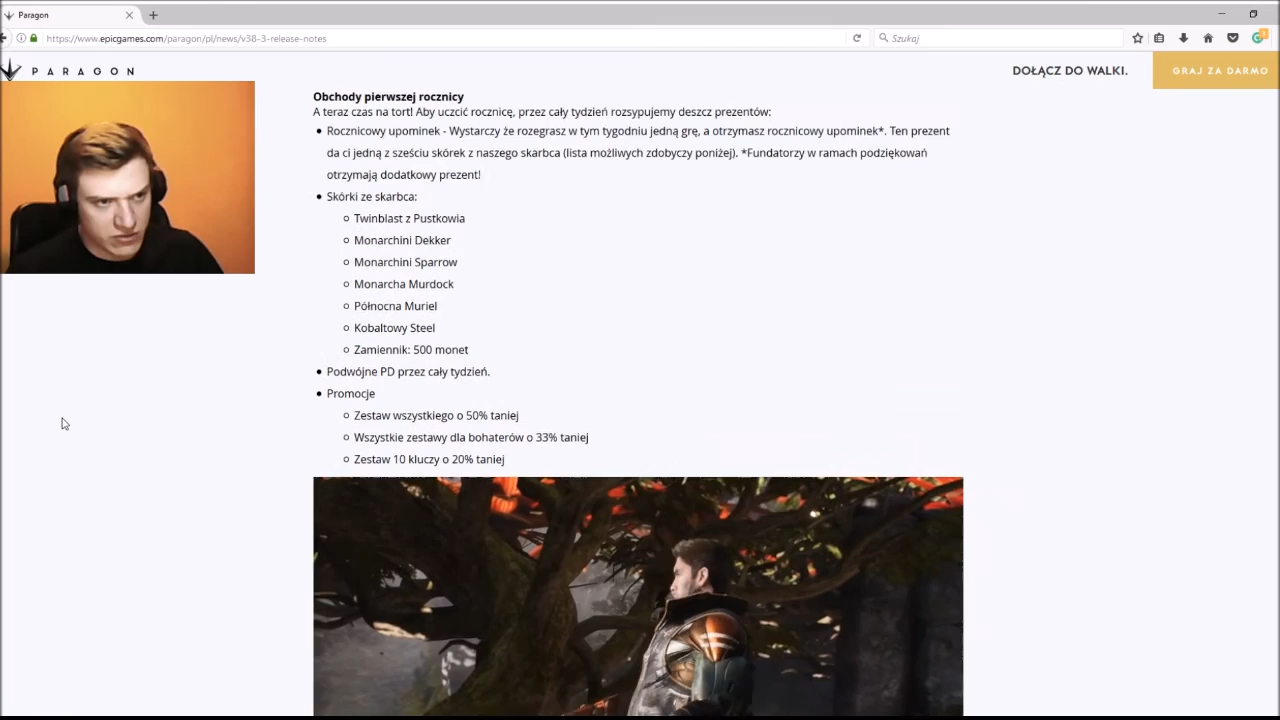 Paragon
https://www.epicgames.com/paragon/pl/news/v38-3-release-notes
Szukaj
PARAGON
DOŁĄCZ DO WALKI.
GRAJ ZA DARMO
Obchody pierwszej rocznicy
A teraz czas na tort! Aby uczcić rocznicę, przez cały tydzień rozsypujemy deszcz prezentów:
Rocznicowy upominek - Wystarczy że rozegrasz w tym tygodniu jedną grę, a otrzymasz rocznicowy upominek*. Ten prezent
da ci jedną z sześciu skórek z naszego skarbca (lista możliwych zdobyczy poniżej). *Fundatorzy w ramach podziękowań
otrzymają dodatkowy prezent!
Skórki ze skarbca:
Twinblast z Pustkowia
Monarchini Dekker
Monarchini Sparrow
Monarcha Murdock
Północna Muriel
Kobaltowy Steel
Zamiennik: 500 monet
Podwójne PD przez cały tydzień.
Promocje
Zestaw wszystkiego o 50% taniej
Wszystkie zestawy dla bohaterów o 33% taniej
Zestaw 10 kluczy o 20% taniej